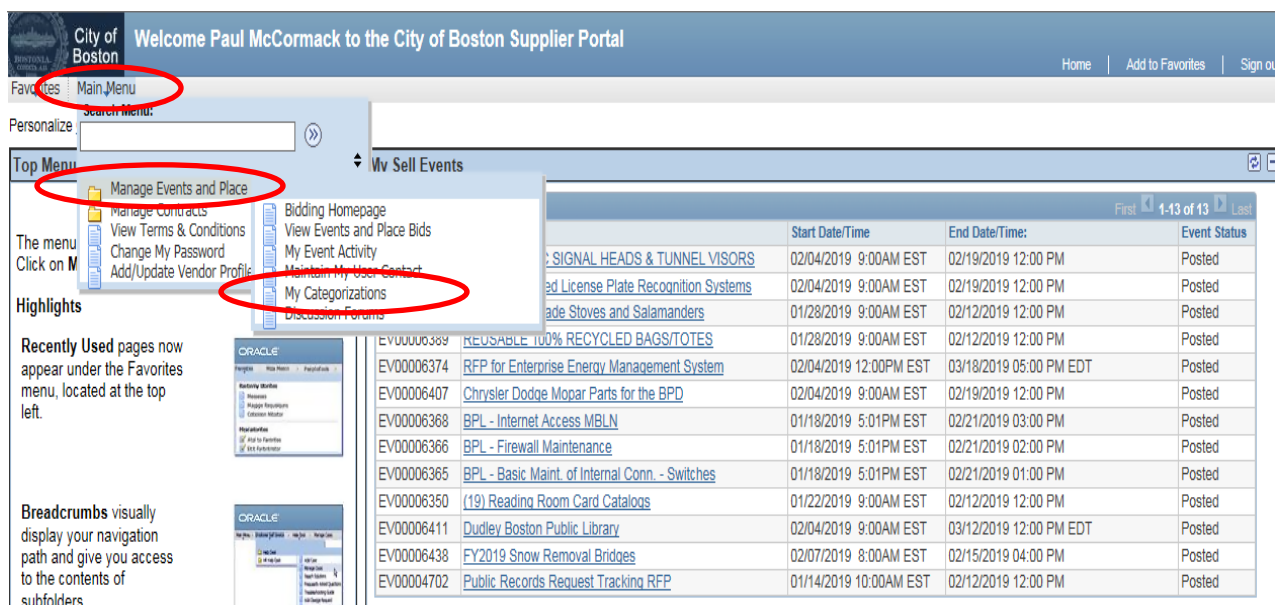 City of Boston
Welcome Paul McCormack to the City of Boston Supplier Portal
Home | Add to Favorites | Sign ou
Favorites Main Menu
Personalize
Search Menu:
Top Menu
My Sell Events
Manage Events and Place
Manage Contracts
View Terms & Conditions
Change My Password
Add/Update Vendor Profile
Bidding Homepage
View Events and Place Bids
My Event Activity
Maintain My User Contact
My Categorizations
Discussion Forums
The menu
Click on M
Highlights
Recently Used pages now
appear under the Favorites
menu, located at the top
left.
ORACLE
Breadcrumbs visually
display your navigation
path and give you access
to the contents of
subfolders
ORACLE
First 1-13 of 13 Last
Start Date/Time End Date/Time: Event Status
SIGNAL HEADS & TUNNEL VISORS 02/04/2019 9:00AM EST 02/19/2019 12:00 PM Posted
ed License Plate Recognition Systems 02/04/2019 9:00AM EST 02/19/2019 12:00 PM Posted
ade Stoves and Salamanders 01/28/2019 9:00AM EST 02/12/2019 12:00 PM Posted
EV00006389 REUSABLE 100% RECYCLED BAGS/TOTES 01/28/2019 9:00AM EST 02/12/2019 12:00 PM Posted
EV00006374 RFP for Enterprise Energy Management System 02/04/2019 12:00PM EST 03/18/2019 05:00 PM EDT Posted
EV00006407 Chrysler Dodge Mopar Parts for the BPD 02/04/2019 9:00AM EST 02/19/2019 12:00 PM Posted
EV00006368 BPL - Internet Access MBLN 01/18/2019 5:01PM EST 02/21/2019 03:00 PM Posted
EV00006366 BPL - Firewall Maintenance 01/18/2019 5:01PM EST 02/21/2019 02:00 PM Posted
EV00006365 BPL - Basic Maint. of Internal Conn. - Switches 01/18/2019 5:01PM EST 02/21/2019 01:00 PM Posted
EV00006350 (19) Reading Room Card Catalogs 01/22/2019 9:00AM EST 02/12/2019 12:00 PM Posted
EV00006411 Dudley Boston Public Library 02/04/2019 9:00AM EST 03/12/2019 12:00 PM EDT Posted
EV00006438 FY2019 Snow Removal Bridges 02/07/2019 8:00AM EST 02/15/2019 04:00 PM Posted
EV00004702 Public Records Request Tracking RFP 01/14/2019 10:00AM EST 02/12/2019 12:00 PM Posted